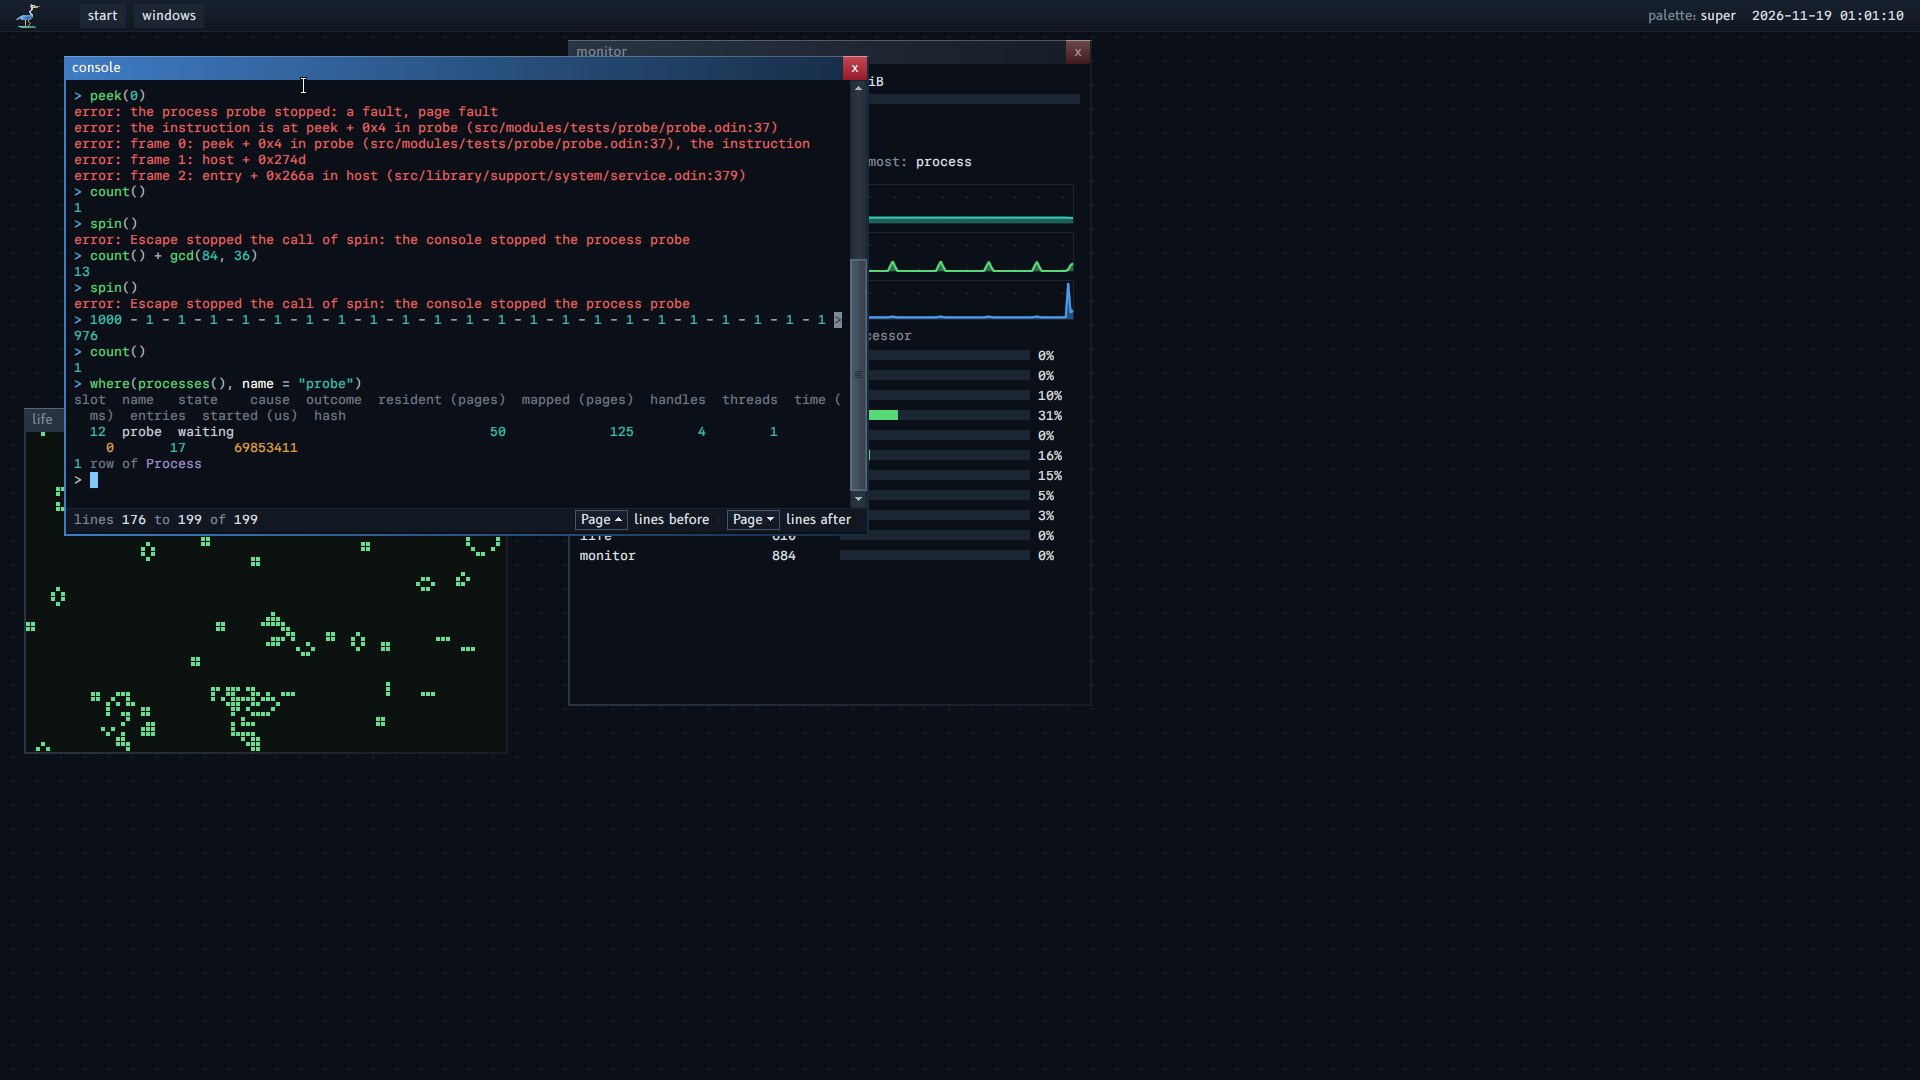 start windows palette: super 2026-11-19 01:01:10
monitor x
console x
iB
> peek(0)
error: the process probe stopped: a fault, page fault
error: the instruction is at peek + 0x4 in probe (src/modules/tests/probe/probe.odin:37)
error: frame 0: peek + 0x4 in probe (src/modules/tests/probe/probe.odin:37), the instruction
error: frame 1: host + 0x274d
error: frame 2: entry + 0x266a in host (src/library/support/system/service.odin:379)
> count()
1
> spin()
error: Escape stopped the call of spin: the console stopped the process probe
> count() + gcd(84, 36)
13
> spin()
error: Escape stopped the call of spin: the console stopped the process probe
> 1000 - 1 - 1 - 1 - 1 - 1 - 1 - 1 - 1 - 1 - 1 - 1 - 1 - 1 - 1 - 1 - 1 - 1 - 1 - 1 - 1 - 1 - 1 >
976
> count()
1
> where(processes(), name = "probe")
slot name state cause outcome resident (pages) mapped (pages) handles threads time (
ms) entries started (us) hash
12 probe waiting 50 125 4 1
0 17 69853411
1 row of Process
>
lines 176 to 199 of 199 Page lines before Page lines after
most: process
cessor
0%
0%
10%
31%
0%
16%
15%
5%
3%
0%
monitor 884 0%
life